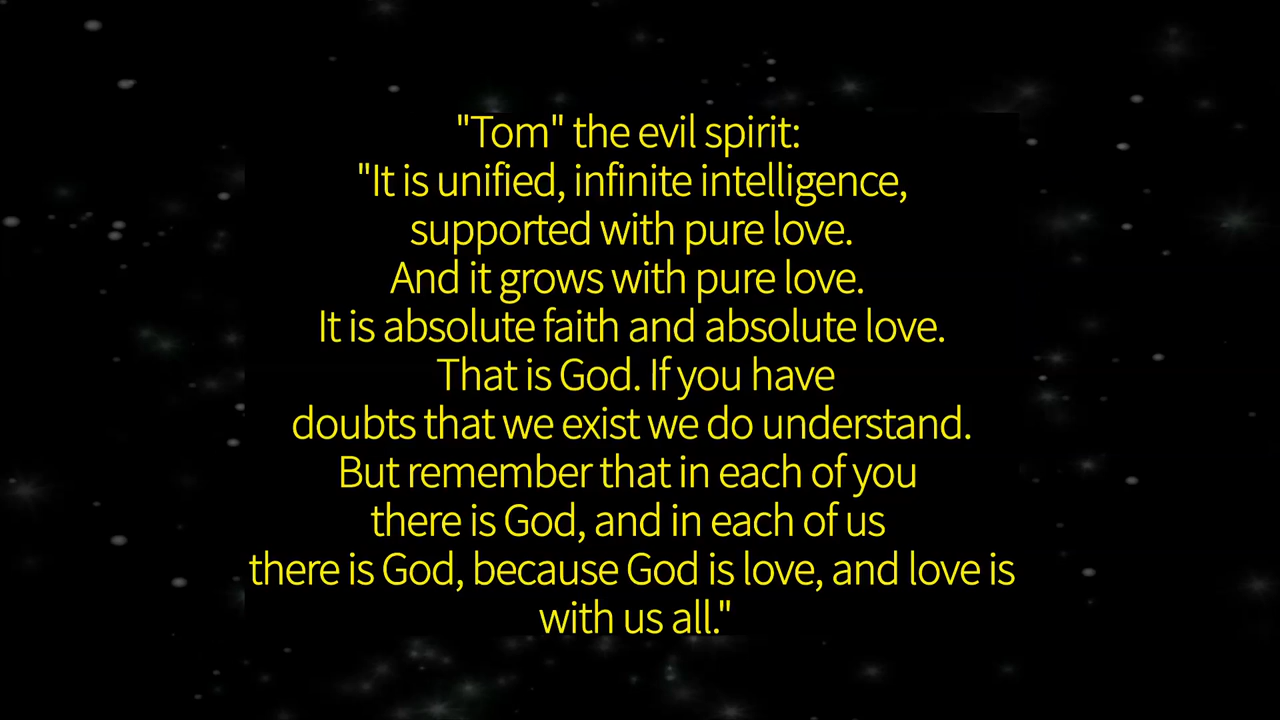 "Tom" the evil spirit:
"It is unified, infinite intelligence,
supported with pure love.
And it grows with pure love.
It is absolute faith and absolute love.
That is God. If you have
doubts that we exist we do understand.
But remember that in each of you
there is God, and in each of us
there is God, because God is love, and love is
with us all."